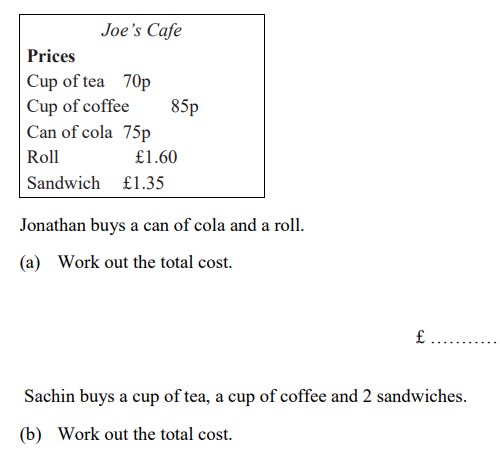 Joe's Cafe
Prices
Cup of tea 70p
Cup of coffee 85p
Can of cola 75p
Roll £1.60
Sandwich £1.35
Jonathan buys a can of cola and a roll.
(a) Work out the total cost.
£ ...........
Sachin buys a cup of tea, a cup of coffee and 2 sandwiches.
(b) Work out the total cost.